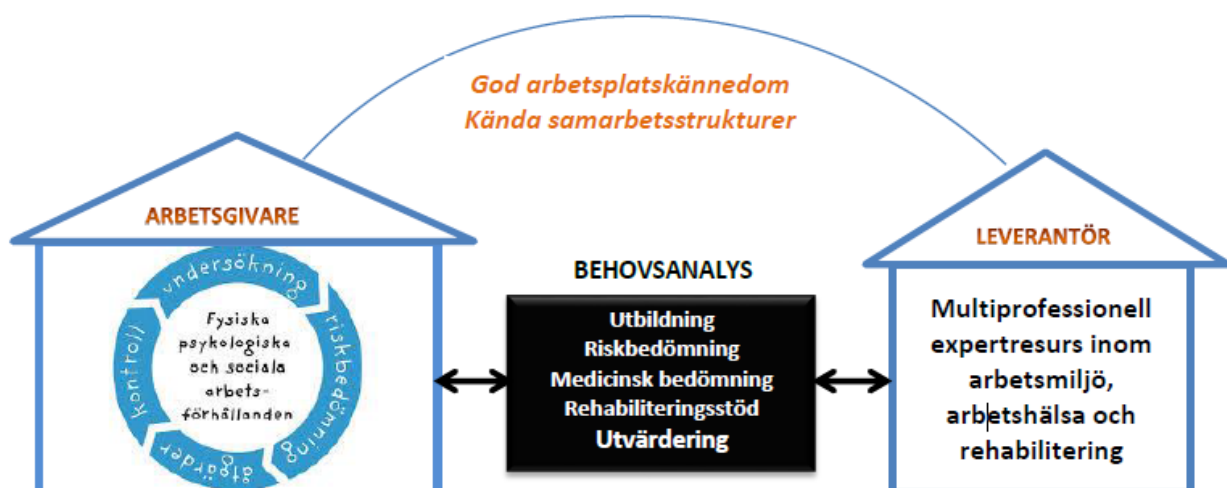 God arbetsplatskännedom
Kända samarbetsstrukturer
ARBETSGIVARE
undersökning
riskbedömning
åtgärder
kontroll
Fysiska
psykologiska
och sociala
arbets-
förhållanden
BEHOVSANALYS
Utbildning
Riskbedömning
Medicinsk bedömning
Rehabiliteringsstöd
Utvärdering
LEVERANTÖR
Multiprofessionell
expertresurs inom
arbetsmiljö,
arbetshälsa och
rehabilitering